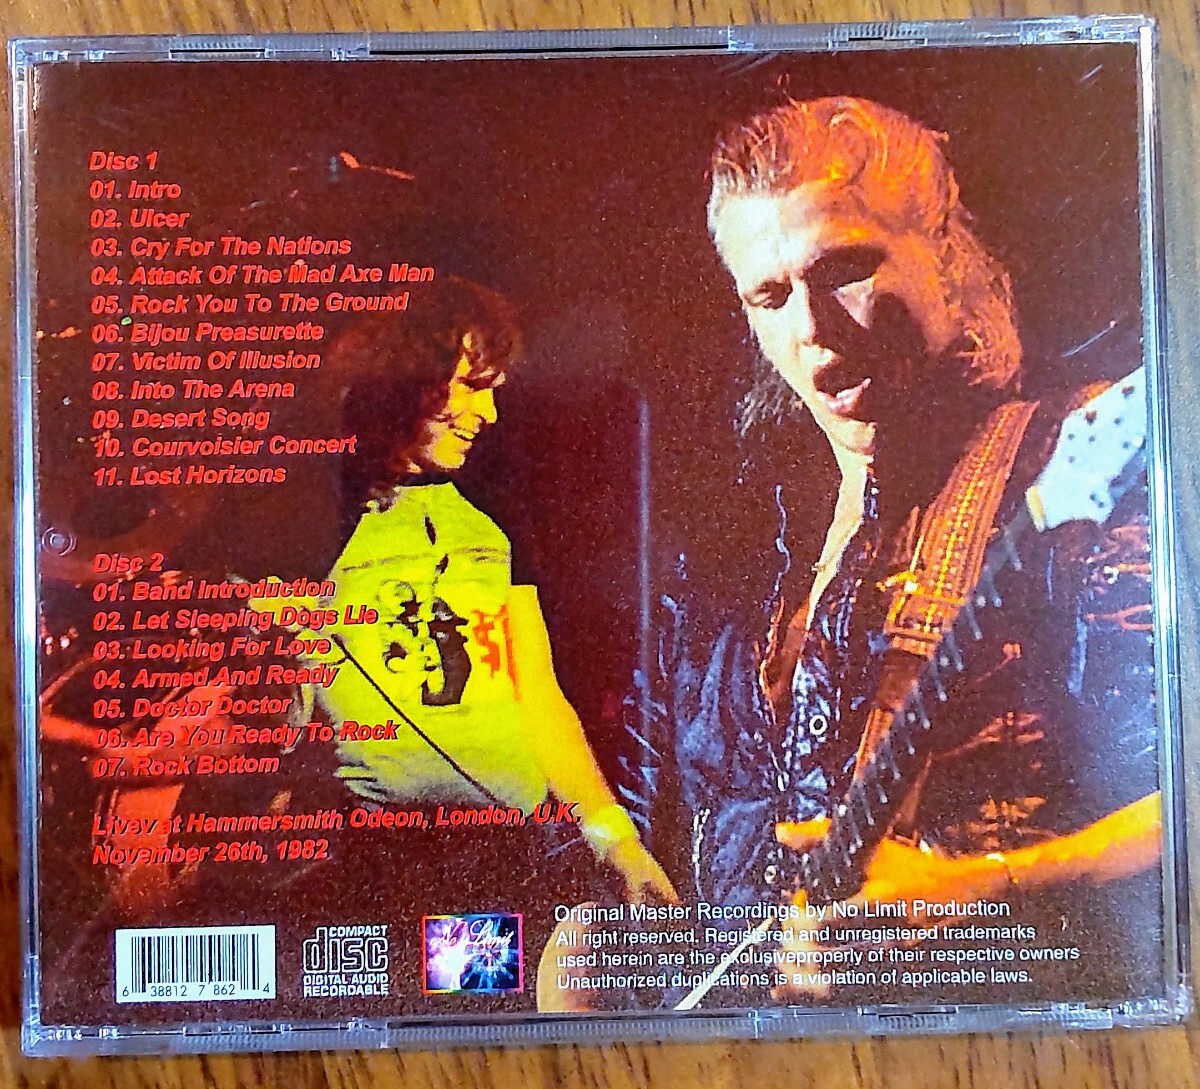 Disc 1
01. Intro
02. Ulcer
03. Cry For The Nations
04. Attack Of The Mad Axe Man
05. Rock You To The Ground
06. Bijou Preasurette
07. Victim Of Illusion
08. Into The Arena
09. Desert Song
10. Courvoisier Concert
11. Lost Horizons
Disc 2
01. Band Introduction
02. Let Sleeping Dogs Lie
03. Looking For Love
04. Armed And Ready
05. Doctor Doctor
06. Are You Ready To Rock
07. Rock Bottom
Hammersmith Odeon, London, U.K.
November 26th, 1982
6 38812 7 862 4
COMPACT
disc
DIGITAL AUDIO
RECORDABLE
No Limit
Original Master Recordings by No Limit Production
All right reserved. Registered and unregistered trademarks
used herein are the exolusiveproperly of their respective owners
Unauthorized duplications is a violation of applicable laws.